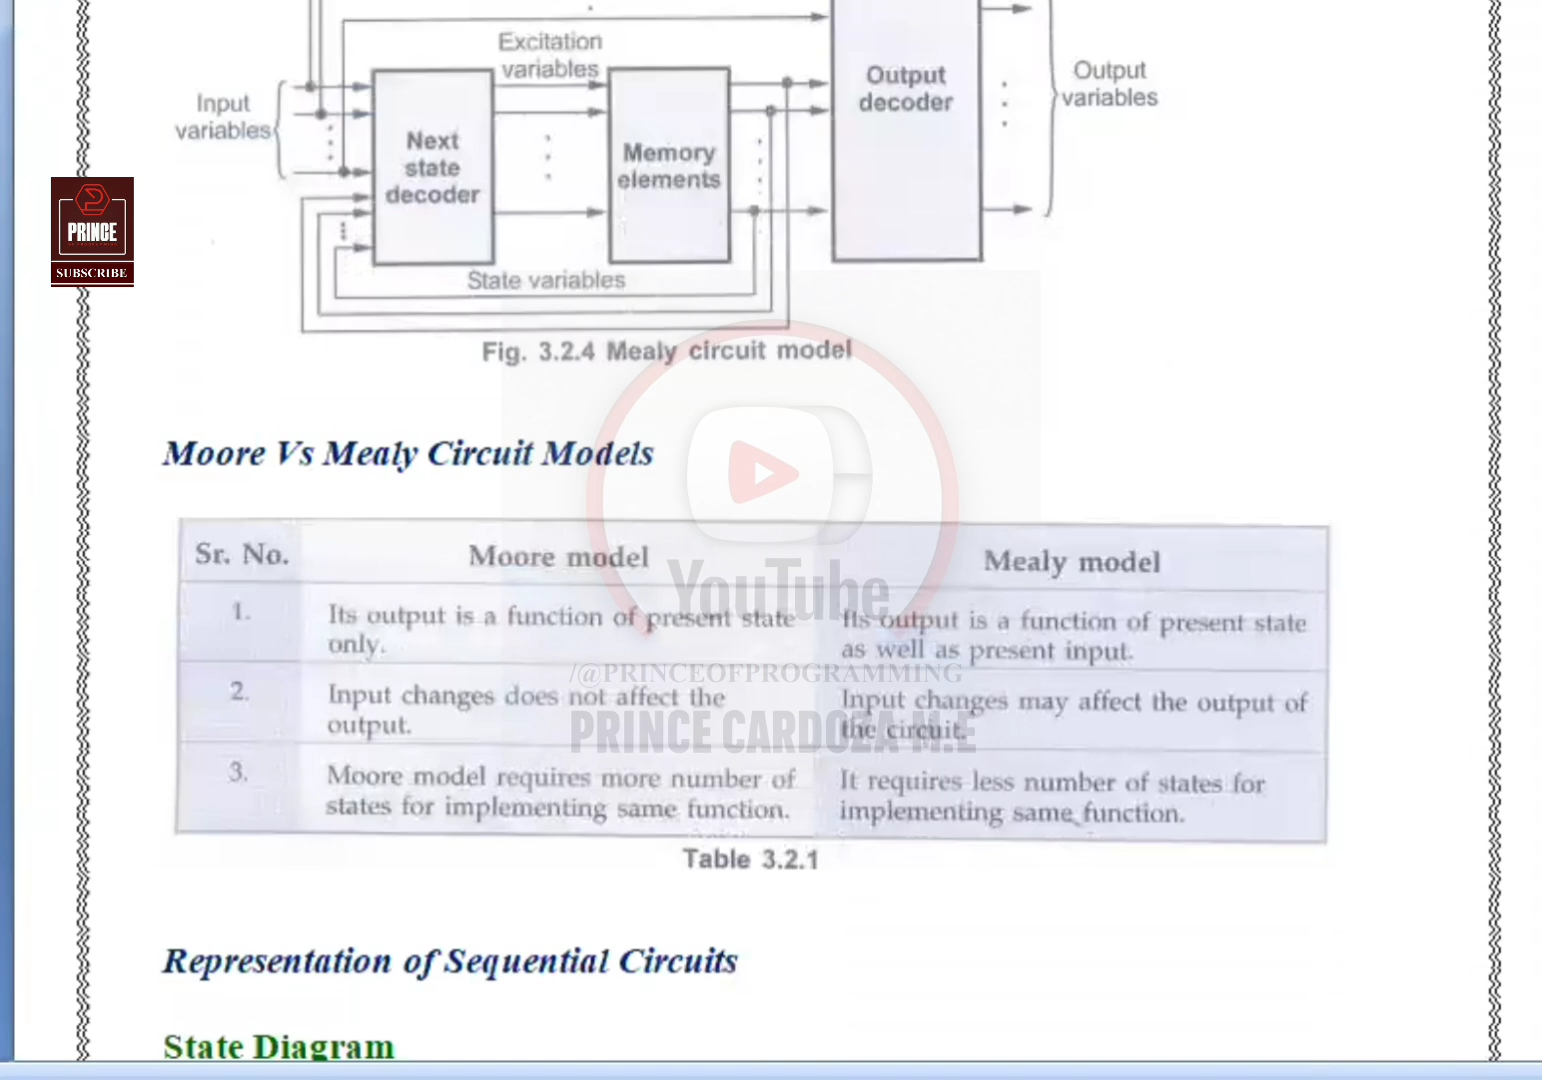 Excitation
variables
Input
variables
Next
state
decoder
Memory
elements
Output
decoder
Output
variables
State variables
Fig. 3.2.4 Mealy circuit model
PRINCE
SUBSCRIBE
Moore Vs Mealy Circuit Models
Sr. No. Moore model Mealy model
1. Its output is a function of present state only. Its output is a function of present state as well as present input.
2. Input changes does not affect the output. Input changes may affect the output of the circuit.
3. Moore model requires more number of states for implementing same function. It requires less number of states for implementing same function.
YouTube
/@PRINCEOFPROGRAMMING
PRINCE CARDOZA M.E
Table 3.2.1
Representation of Sequential Circuits
State Diagram